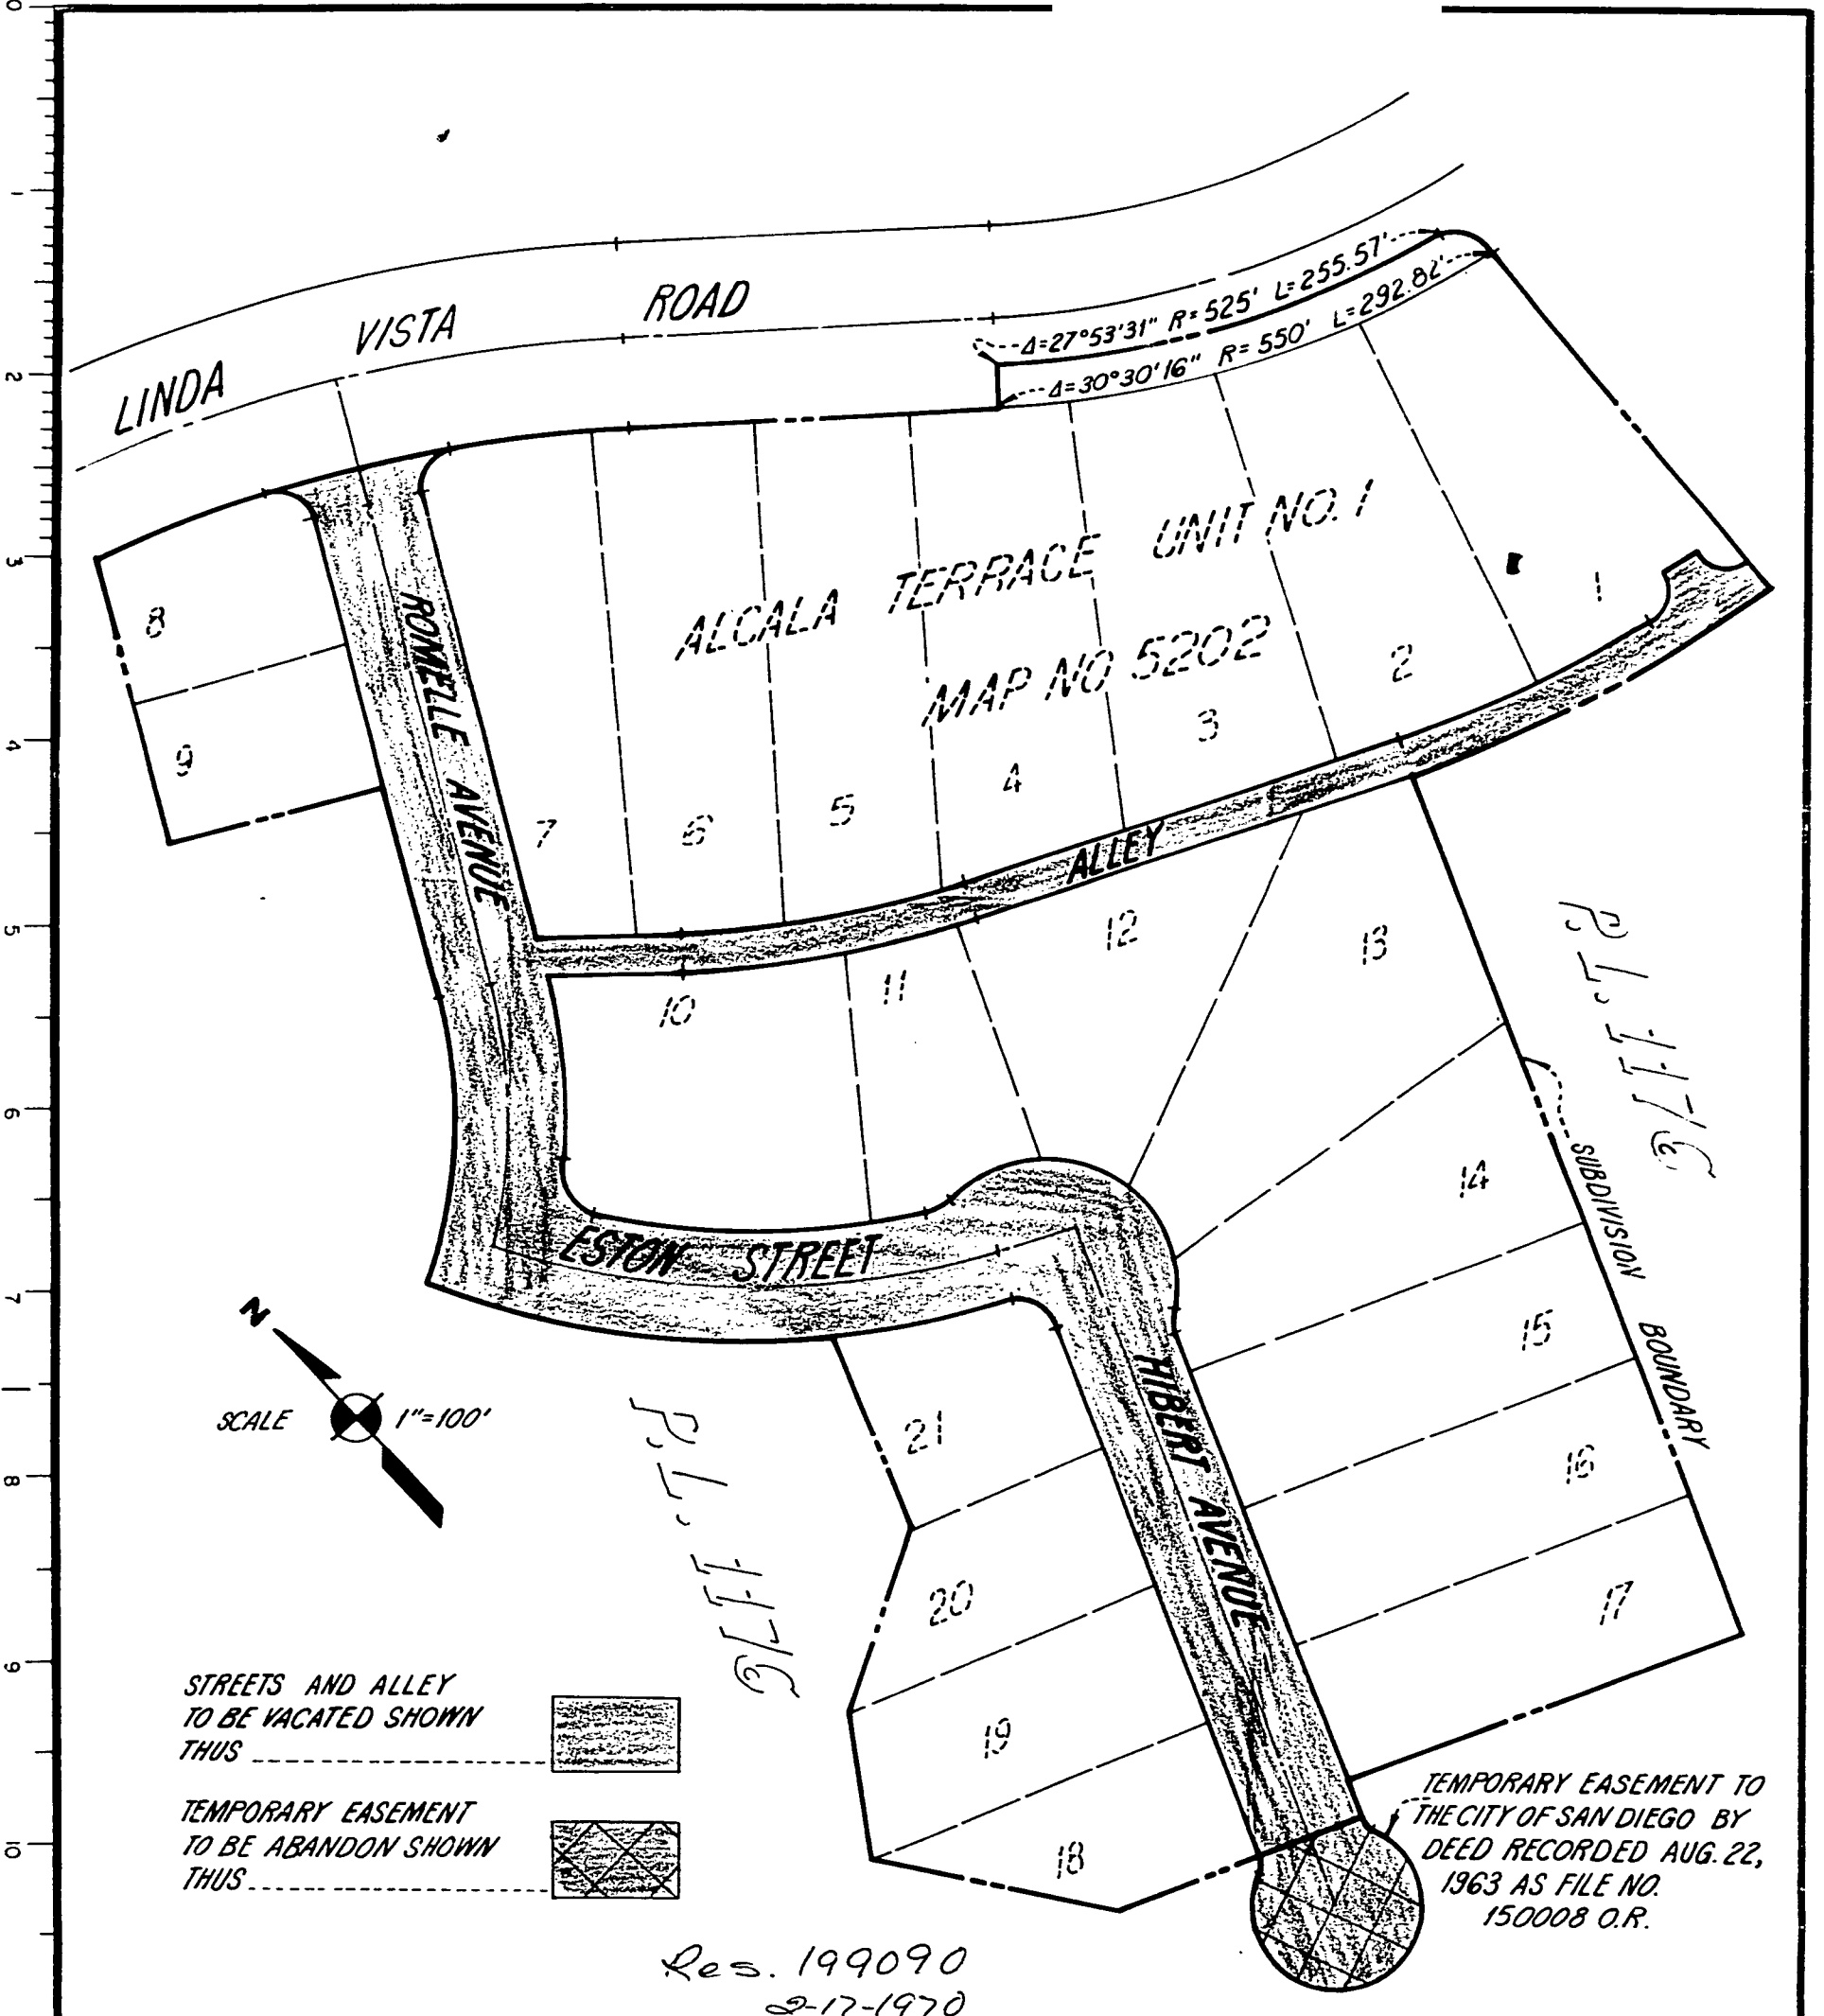 LINDA VISTA ROAD
Δ=27°53'31" R=525' L=255.57'
Δ=30°30'16" R=550' L=292.82'
ALCALA TERRACE UNIT NO. 1
MAP NO 5202
1
2
3
4
5
6
7
8
9
ROMELLE AVENUE
ALLEY
10
11
12
13
14
15
16
17
P.L. 1176
SUBDIVISION BOUNDARY
ESTON STREET
HIBERT AVENUE
N
SCALE 1"=100'
P.L. 1176
21
20
19
18
STREETS AND ALLEY
TO BE VACATED SHOWN
THUS
TEMPORARY EASEMENT
TO BE ABANDON SHOWN
THUS
TEMPORARY EASEMENT TO
THE CITY OF SAN DIEGO BY
DEED RECORDED AUG. 22,
1963 AS FILE NO.
150008 O.R.
Res. 199090
2-17-1970
0
1
2
3
4
5
6
7
8
9
10